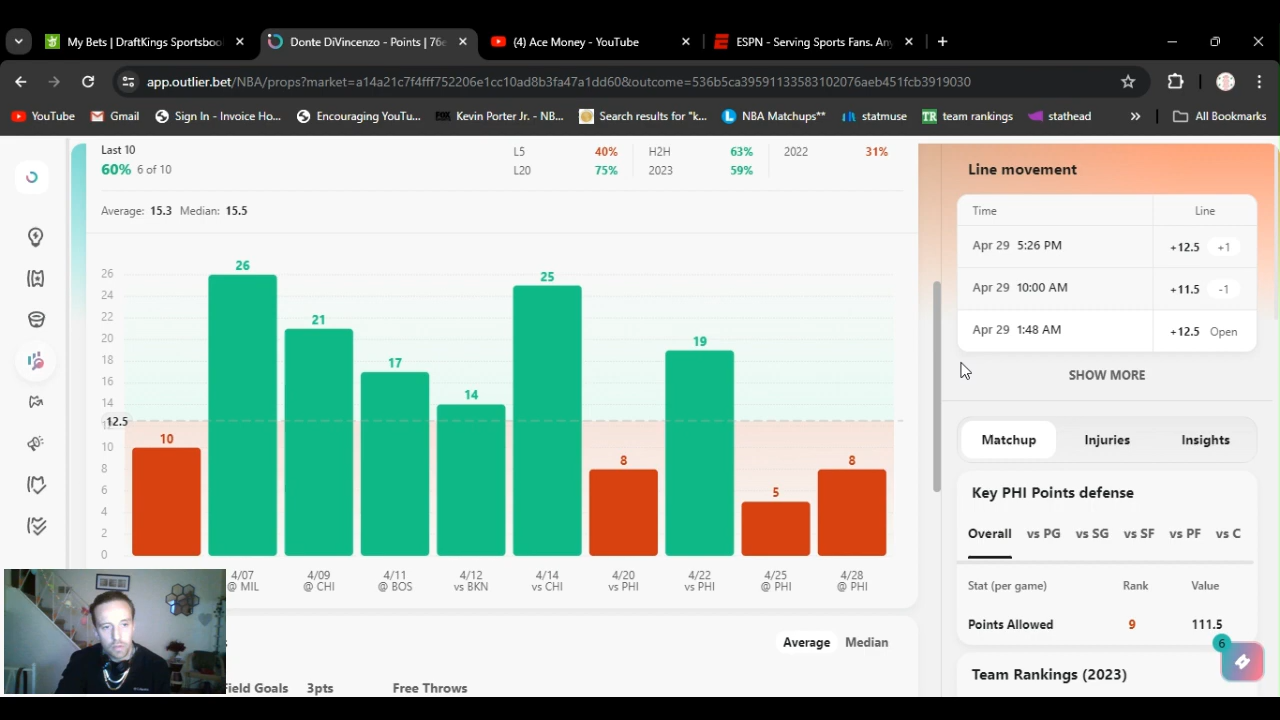 My Bets | DraftKings Sportsboo
Donte DiVincenzo - Points | 76e
(4) Ace Money - YouTube
ESPN - Serving Sports Fans. Any
app.outlier.bet/NBA/props?market=a14a21c7f4fff752206e1cc10ad8b3fa47a1dd60&outcome=536b5ca39591133583102076aeb451fcb3919030
YouTube
Gmail
Sign In - Invoice Ho...
Encouraging YouTu...
Kevin Porter Jr. - NB...
Search results for "k...
NBA Matchups**
statmuse
team rankings
stathead
All Bookmarks
Last 10
60% 6 of 10
L5 40% H2H 63% 2022 31%
L20 75% 2023 59%
Average: 15.3 Median: 15.5
26
24
22
20
18
16
14
12.5
10
8
6
4
2
0
10
26
21
17
14
25
8
19
5
8
4/07
@ MIL
4/09
@ CHI
4/11
@ BOS
4/12
vs BKN
4/14
vs CHI
4/20
vs PHI
4/22
vs PHI
4/25
@ PHI
4/28
@ PHI
Average Median
Field Goals 3pts Free Throws
Line movement
Time Line
Apr 29 5:26 PM +12.5 +1
Apr 29 10:00 AM +11.5 -1
Apr 29 1:48 AM +12.5 Open
SHOW MORE
Matchup Injuries Insights
Key PHI Points defense
Overall vs PG vs SG vs SF vs PF vs C
Stat (per game) Rank Value
Points Allowed 9 111.5
6
Team Rankings (2023)